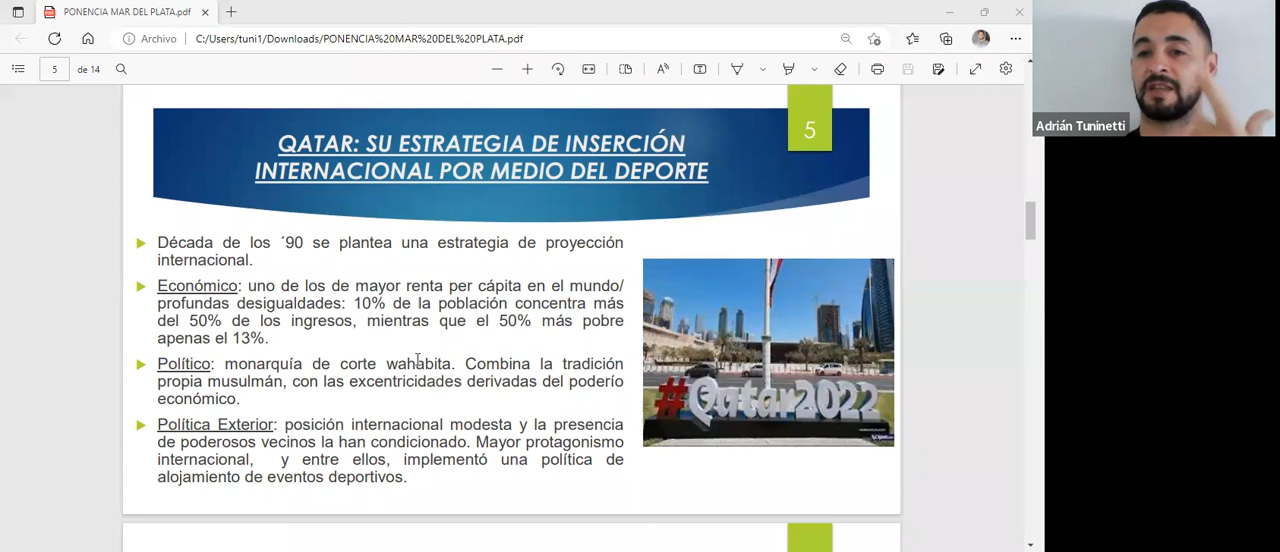 PONENCIA MAR DEL PLATA.pdf
Archivo
C:/Users/tuni1/Downloads/PONENCIA%20MAR%20DEL%20PLATA.pdf
5
de 14
Adrián Tuninetti
5
QATAR: SU ESTRATEGIA DE INSERCIÓN
INTERNACIONAL POR MEDIO DEL DEPORTE
Década de los ´90 se plantea una estrategia de proyección
internacional.
Económico: uno de los de mayor renta per cápita en el mundo/
profundas desigualdades: 10% de la población concentra más
del 50% de los ingresos, mientras que el 50% más pobre
apenas el 13%.
Político: monarquía de corte wahabita. Combina la tradición
propia musulmán, con las excentricidades derivadas del poderío
económico.
Política Exterior: posición internacional modesta y la presencia
de poderosos vecinos la han condicionado. Mayor protagonismo
internacional, y entre ellos, implementó una política de
alojamiento de eventos deportivos.
#Qatar2022